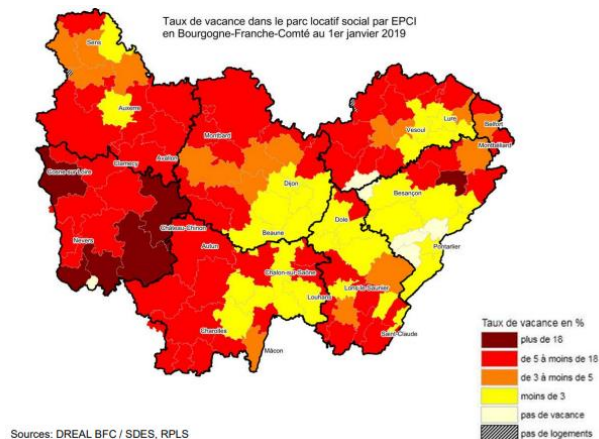 Taux de vacance dans le parc locatif social par EPCI
en Bourgogne-Franche-Comté au 1er janvier 2019
Sens
Auxerre
Montbard
Lure
Belfort
Vesoul
Montbéliard
Clamecy
Avallon
Cosne-sur-Loire
Dijon
Besançon
Château-Chinon
Beaune
Dole
Nevers
Autun
Pontarlier
Chalon-sur-Saône
Louhans
Lons-le-Saunier
Charolles
Saint-Claude
Mâcon
Taux de vacance en %
plus de 18
de 5 à moins de 18
de 3 à moins de 5
moins de 3
pas de vacance
pas de logements
Sources: DREAL BFC / SDES, RPLS